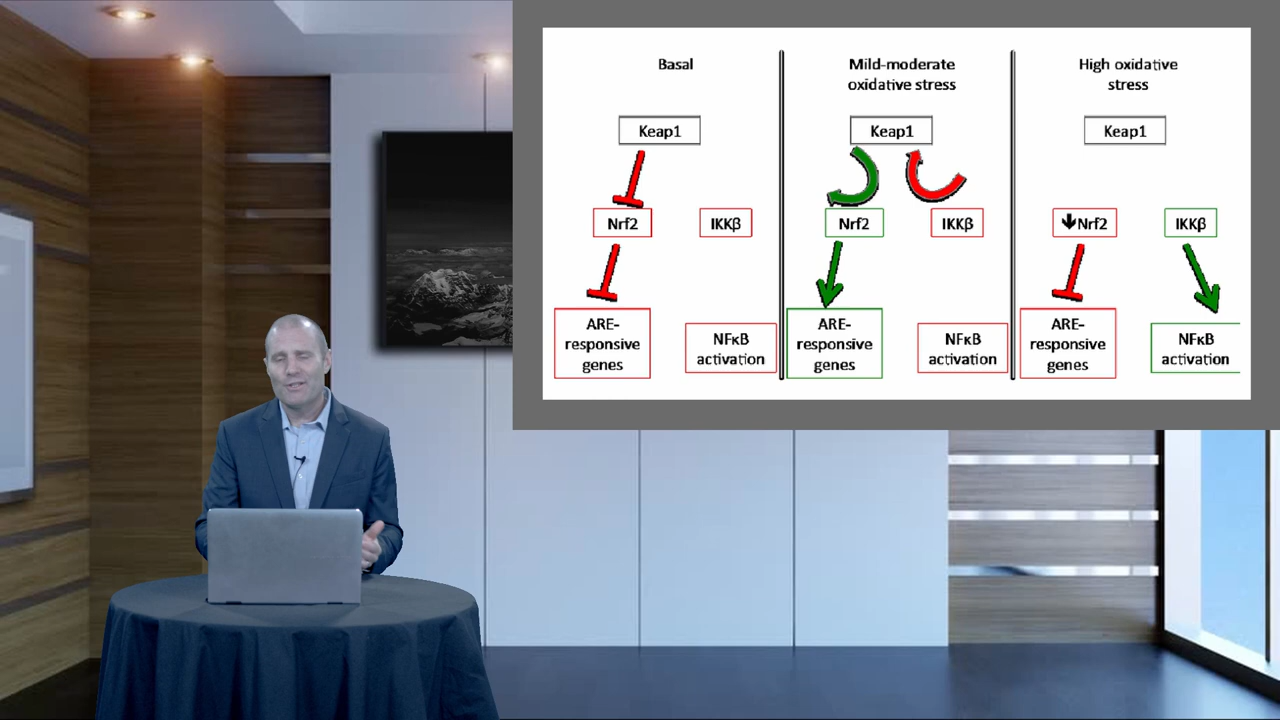 Basal
Keap1
Nrf2
IKKβ
ARE-
responsive
genes
NFκB
activation
Mild-moderate
oxidative stress
Keap1
Nrf2
IKKβ
ARE-
responsive
genes
NFκB
activation
High oxidative
stress
Keap1
🡇Nrf2
IKKβ
ARE-
responsive
genes
NFκB
activation